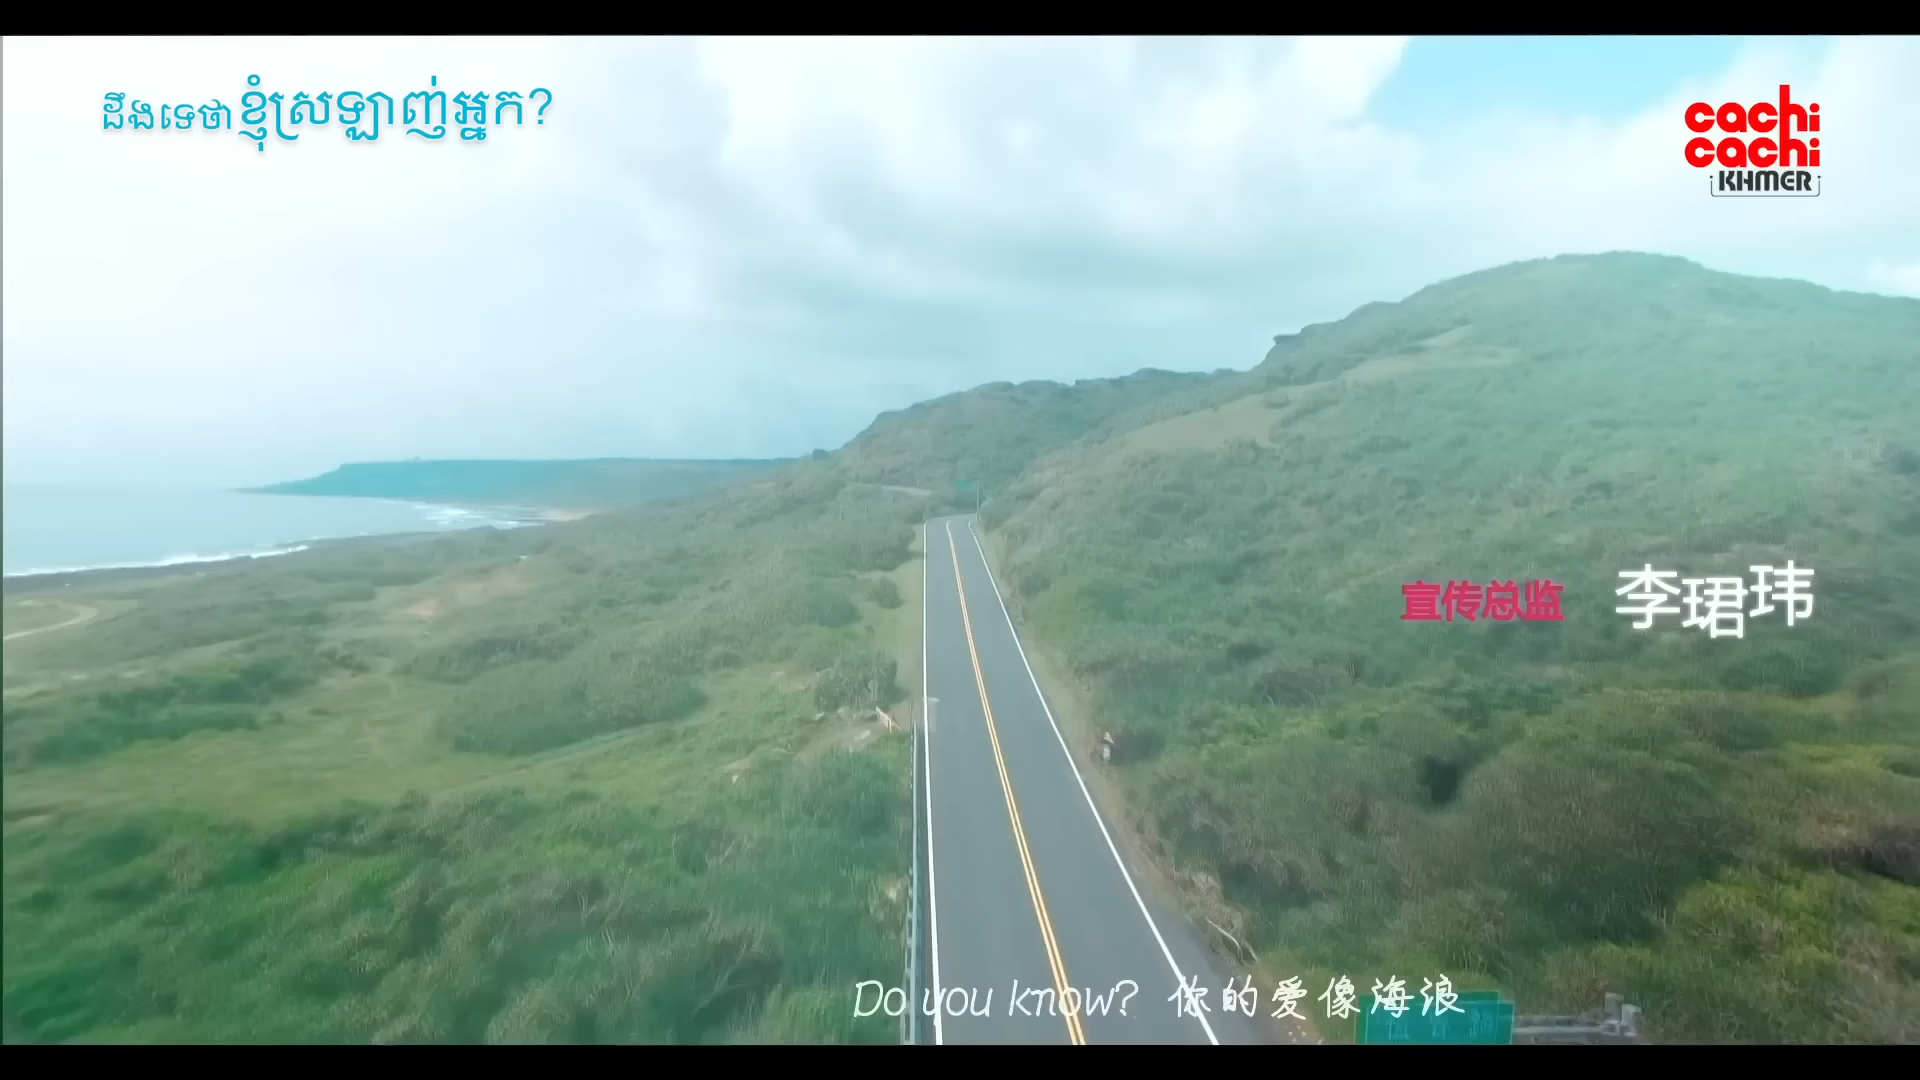 ដឹងទេថាខ្ញុំស្រឡាញ់អ្នក?
cachi
cachi
KHMER
宣传总监 李珺玮
Do you know? 你的爱像海浪